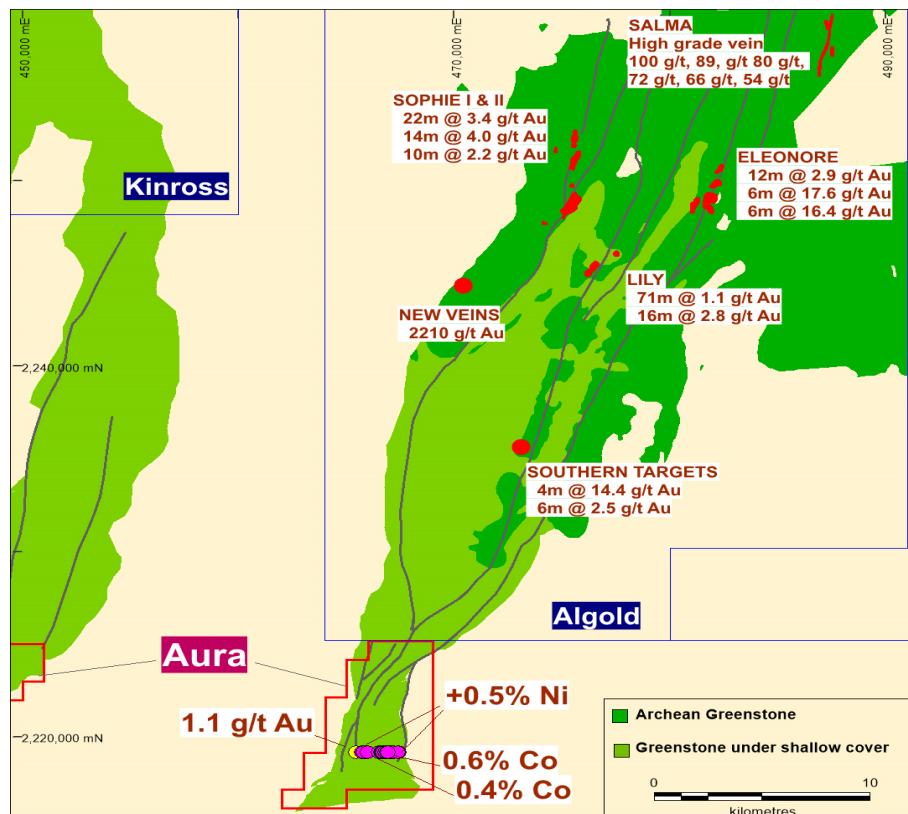 450,000 mE
470,000 mE
490,000 mE
SALMA
High grade vein
100 g/t, 89, g/t 80 g/t,
72 g/t, 66 g/t, 54 g/t
SOPHIE I & II
22m @ 3.4 g/t Au
14m @ 4.0 g/t Au
10m @ 2.2 g/t Au
Kinross
ELEONORE
12m @ 2.9 g/t Au
6m @ 17.6 g/t Au
6m @ 16.4 g/t Au
LILY
71m @ 1.1 g/t Au
16m @ 2.8 g/t Au
NEW VEINS
2210 g/t Au
2,240,000 mN
SOUTHERN TARGETS
4m @ 14.4 g/t Au
6m @ 2.5 g/t Au
Algold
Aura
+0.5% Ni
1.1 g/t Au
2,220,000 mN
0.6% Co
0.4% Co
Archean Greenstone
Greenstone under shallow cover
0
10
kilometres